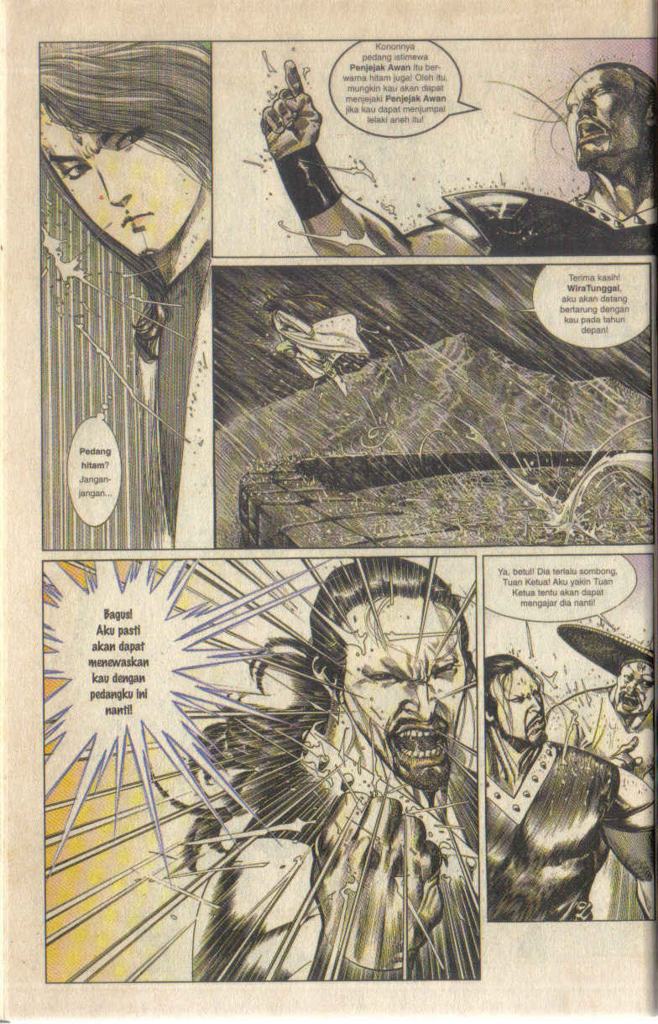 Kononnya
pedang istimewa
Penjejak Awan itu ber-
warna hitam juga! Oleh itu,
mungkin kau akan dapat
menjejaki Penjejak Awan
jika kau dapat menjumpai
lelaki aneh itu!
Pedang
hitam?
Jangan-
jangan...
Terima kasih!
WiraTunggal,
aku akan datang
bertarung dengan
kau pada tahun
depan!
Bagus!
Aku pasti
akan dapat
menewaskan
kau dengan
pedangku ini
nanti!
Ya, betul! Dia terlalu sombong,
Tuan Ketua! Aku yakin Tuan
Ketua tentu akan dapat
mengajar dia nanti!